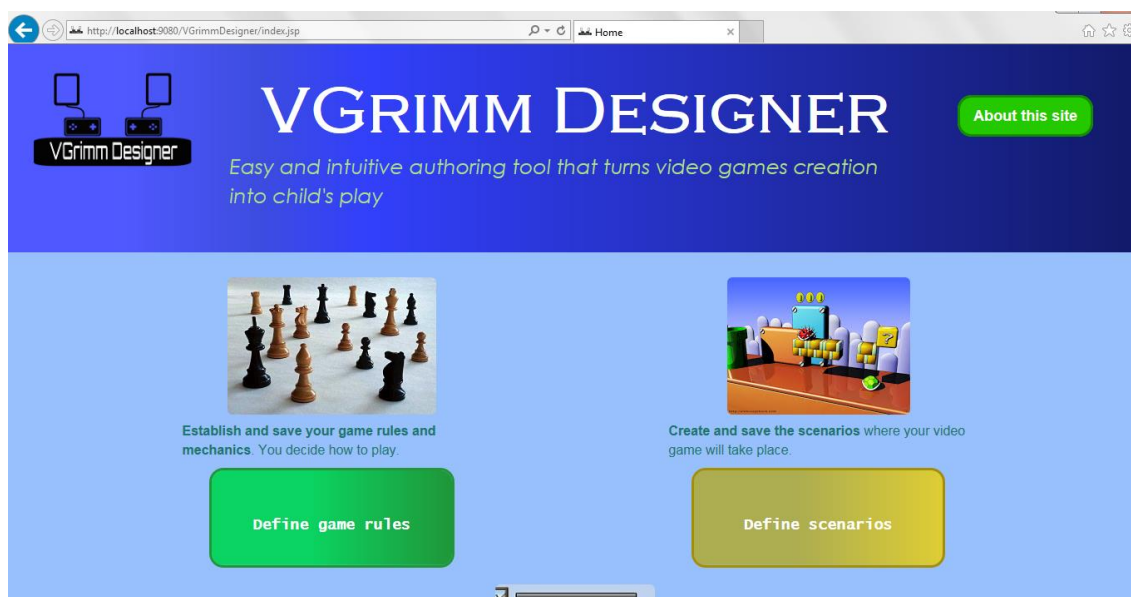 http://localhost:9080/VGrimmDesigner/index.jsp
Home
VGrimm Designer
VGRIMM DESIGNER
About this site
Easy and intuitive authoring tool that turns video games creation
into child's play
Establish and save your game rules and
mechanics. You decide how to play.
Create and save the scenarios where your video
game will take place.
Define game rules
Define scenarios